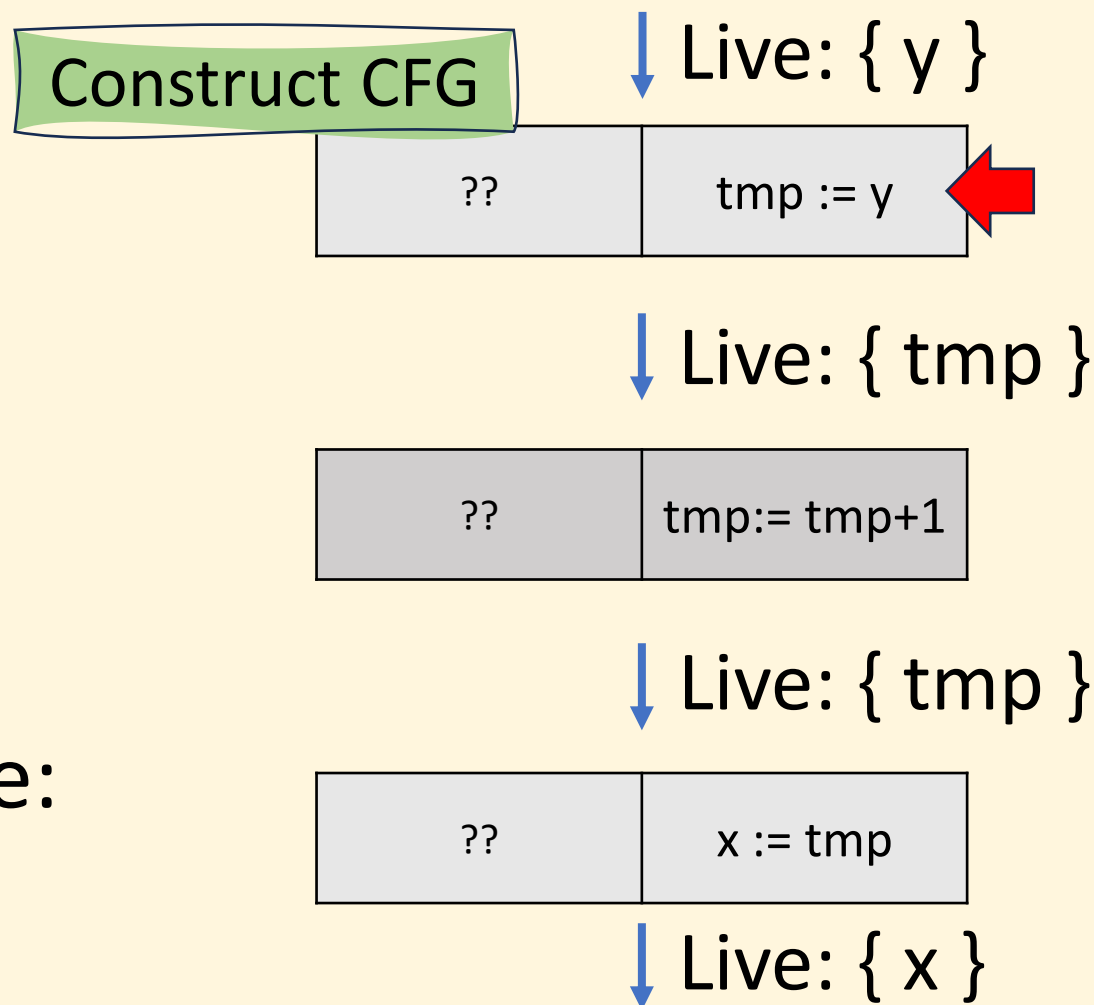 Live: { y }
Construct CFG
?? tmp := y
Live: { tmp }
?? tmp:= tmp+1
Live: { tmp }
e:
?? x := tmp
Live: { x }